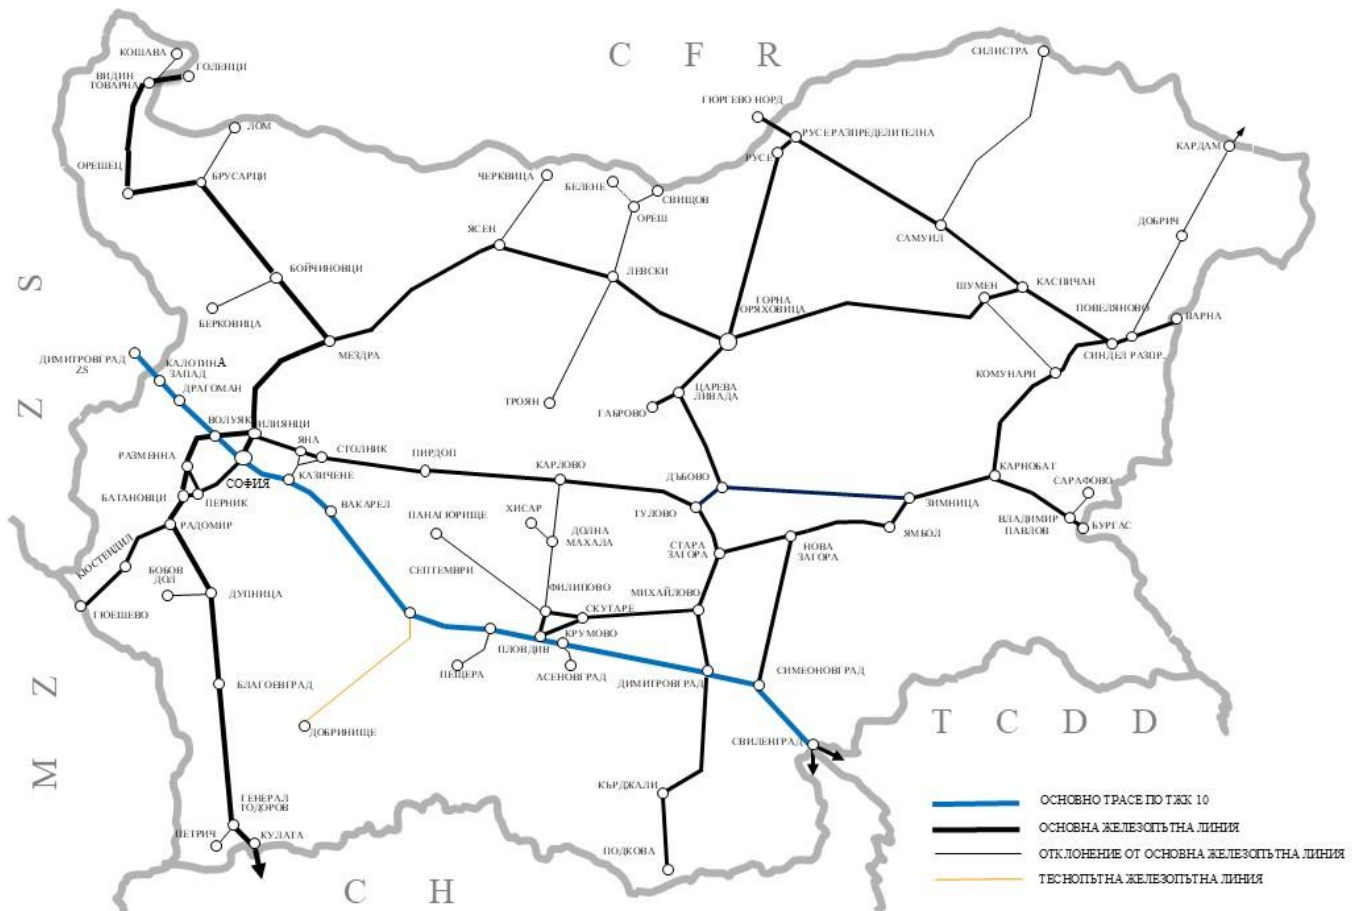 КОШАВА
ГОЛЕНЦИ
ВИДИН
ТОВАРНА
C F R
СИЛИСТРА
ГЮРГЕВО НОРД
РУСЕ РАЗПРЕДЕЛИТЕЛНА
РУСЕ
ЛОМ
КАРДАМ
ОРЕШЕЦ
БРУСАРЦИ
ЧЕРКВИЦА
БЕЛЕНЕ
СВИЩОВ
ОРЕШ
ДОБРИЧ
ЯСЕН
САМУИЛ
БОЙЧИНОВЦИ
ЛЕВСКИ
ШУМЕН
КАСПИЧАН
ПОВЕЛЯНОВО
ВАРНА
ГОРНА
ОРЯХОВИЦА
БЕРКОВИЦА
МЕЗДРА
СИНДЕЛ РАЗПР.
КОМУНАРИ
Z Z S
ДИМИТРОВГРАД
ZS
КАЛОТИНА
ЗАПАД
ДРАГОМАН
ТРОЯН
ГАБРОВО
ЦАРЕВА
ЛИВАДА
ВОЛУЯК
ИЛИЯНЦИ
ЯНА
СТОЛНИК
ПИРДОП
КАРЛОВО
ДЪБОВО
КАРНОБАТ
САРАФОВО
РАЗМЕННА
КАЗИЧЕНЕ
СОФИЯ
БАТАНОВЦИ
ПЕРНИК
ВАКАРЕЛ
ХИСАР
ПАНАГЮРИЩЕ
ТУЛОВО
ЗИМНИЦА
ВЛАДИМИР
ПАВЛОВ
БУРГАС
РАДОМИР
ДОЛНА
МАХАЛА
СТАРА
ЗАГОРА
НОВА
ЗАГОРА
ЯМБОЛ
КЮСТЕНДИЛ
БОБОВ
ДОЛ
ДУПНИЦА
СЕПТЕМВРИ
ФИЛИПОВО
МИХАЙЛОВО
СКУТАРЕ
ГЮЕШЕВО
КРУМОВО
ПЛОВДИВ
ПЕЩЕРА
АСЕНОВГРАД
ДИМИТРОВГРАД
СИМЕОНОВГРАД
БЛАГОЕВГРАД
M Z
T C D D
ДОБРИНИЩЕ
СВИЛЕНГРАД
КЪРДЖАЛИ
ГЕНЕРАЛ
ТОДОРОВ
ПЕТРИЧ
КУЛАТА
ПОДКОВА
C H
ОСНОВНО ТРАСЕ ПО ТЖК 10
ОСНОВНА ЖЕЛЕЗОПЪТНА ЛИНИЯ
ОТКЛОНЕНИЕ ОТ ОСНОВНА ЖЕЛЕЗОПЪТНА ЛИНИЯ
ТЕСНОПЪТНА ЖЕЛЕЗОПЪТНА ЛИНИЯ